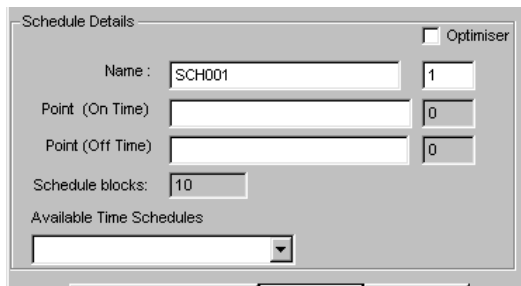 Schedule Details
Optimiser
Name : SCH001 1
Point (On Time) 0
Point (Off Time) 0
Schedule blocks: 10
Available Time Schedules